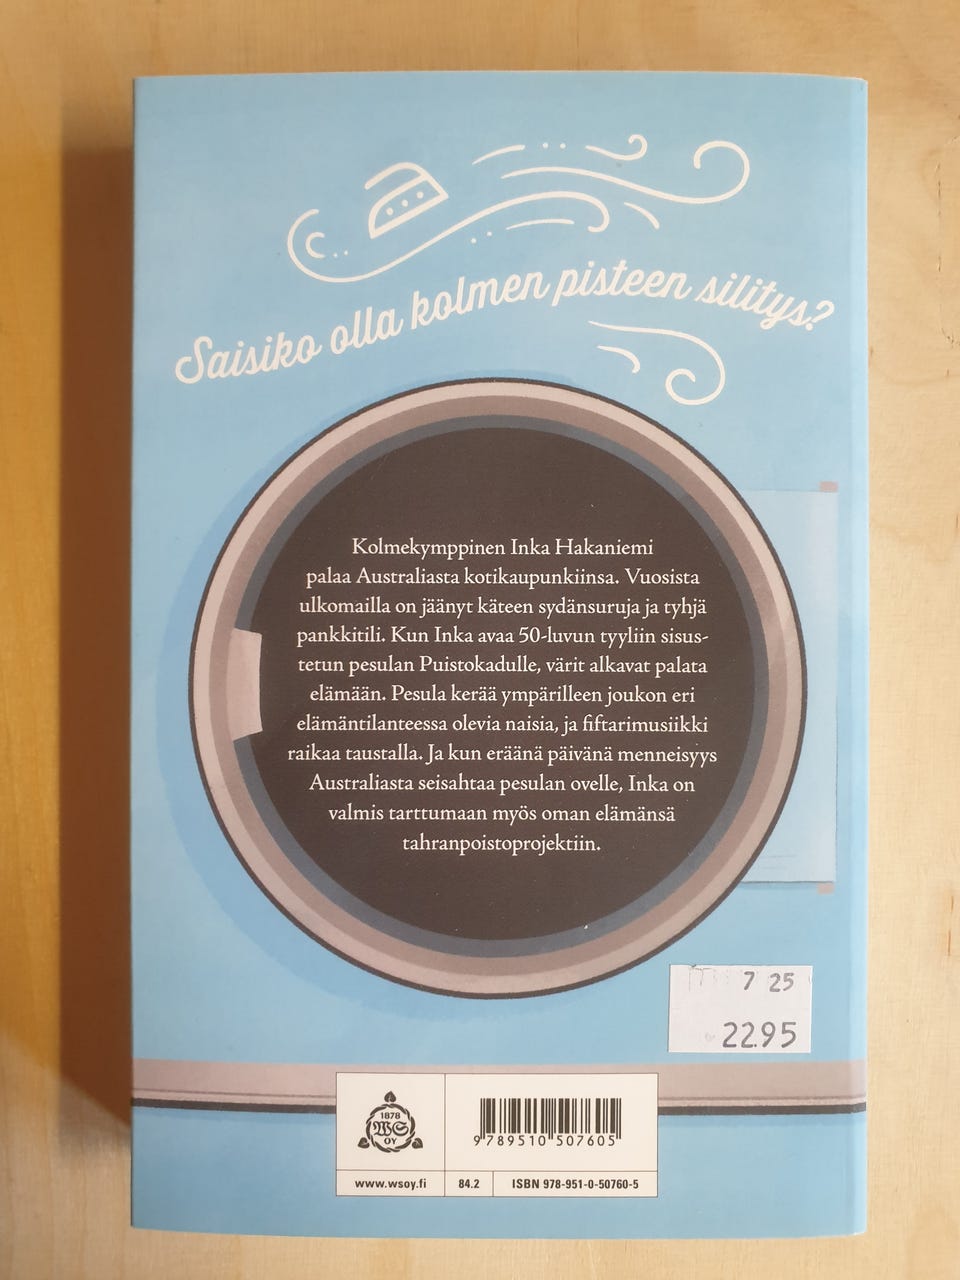 Saisiko olla kolmen pisteen silitys?
Kolmekymppinen Inka Hakaniemi
palaa Australiasta kotikaupunkiinsa. Vuosista
ulkomailla on jäänyt käteen sydänsuruja ja tyhjä
pankkitili. Kun Inka avaa 50-luvun tyyliin sisus-
tetun pesulan Puistokadulle, värit alkavat palata
elämään. Pesula kerää ympärilleen joukon eri
elämäntilanteessa olevia naisia, ja fiftarimusiikki
raikaa taustalla. Ja kun eräänä päivänä menneisyys
Australiasta seisahtaa pesulan ovelle, Inka on
valmis tarttumaan myös oman elämänsä
tahranpoistoprojektiin.
7 25
22.95
1878
WS
OY
9 789510 507605
www.wsoy.fi
84.2
ISBN 978-951-0-50760-5